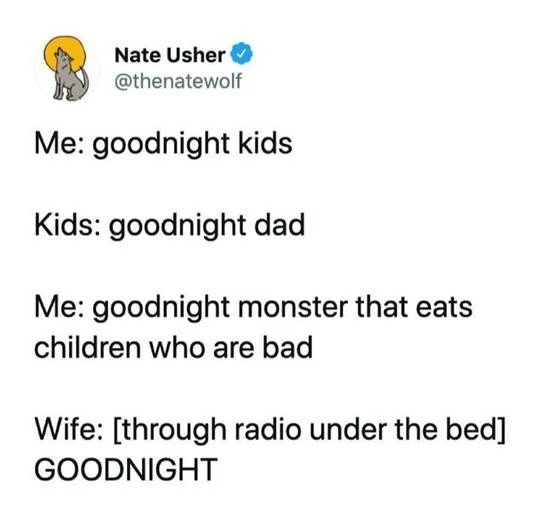 Nate Usher
@thenatewolf
Me: goodnight kids
Kids: goodnight dad
Me: goodnight monster that eats
children who are bad
Wife: [through radio under the bed]
GOODNIGHT